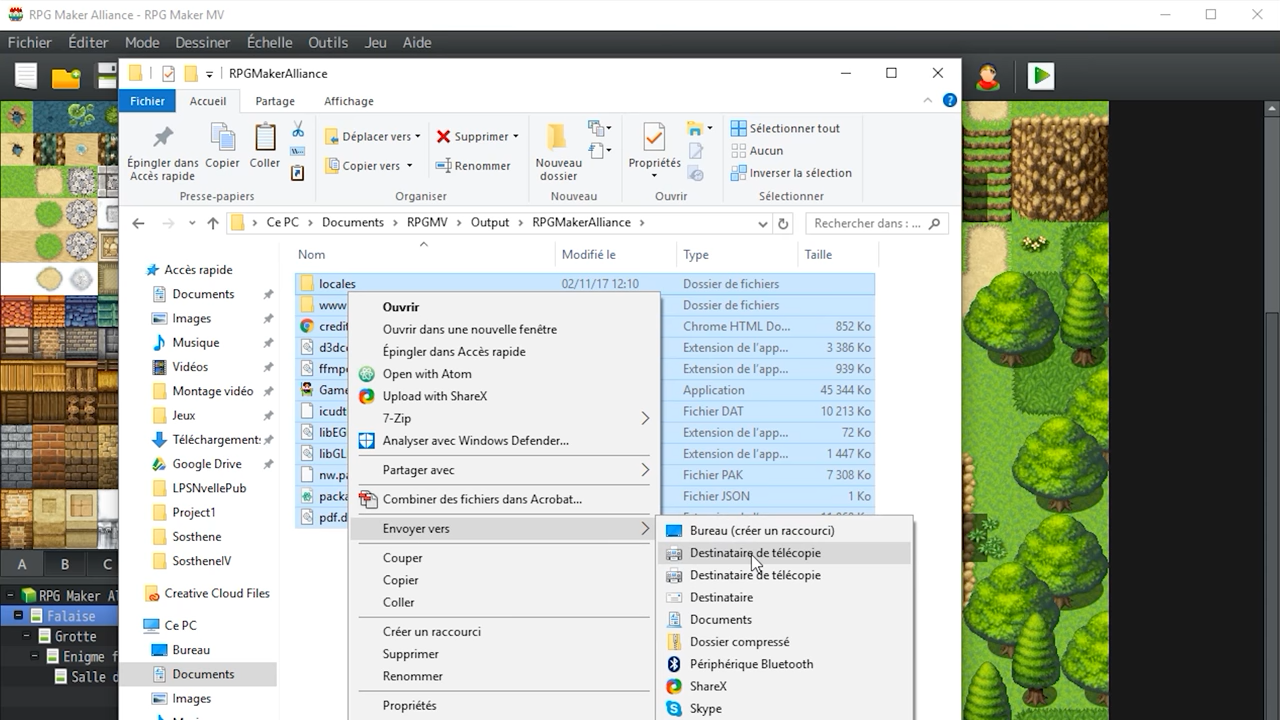 RPG Maker Alliance - RPG Maker MV
Fichier Éditer Mode Dessiner Échelle Outils Jeu Aide
RPGMakerAlliance
Fichier Accueil Partage Affichage
Épingler dans Accès rapide
Copier
Coller
Déplacer vers
Copier vers
Supprimer
Renommer
Nouveau dossier
Propriétés
Sélectionner tout
Aucun
Inverser la sélection
Presse-papiers Organiser Nouveau Ouvrir Sélectionner
Ce PC Documents RPGMV Output RPGMakerAlliance
Rechercher dans : ...
Nom Modifié le Type Taille
locales 02/11/17 12:10 Dossier de fichiers
www Dossier de fichiers
credit Chrome HTML Do... 852 Ko
d3dc Extension de l'app... 3 386 Ko
ffmp Extension de l'app... 939 Ko
Game Application 45 344 Ko
icudt Fichier DAT 10 213 Ko
libEG Extension de l'app... 72 Ko
libGL Extension de l'app... 1 447 Ko
nw.pa Fichier PAK 7 308 Ko
packa Fichier JSON 1 Ko
pdf.d
Accès rapide
Documents
Images
Musique
Vidéos
Montage vidéo
Jeux
Téléchargement
Google Drive
LPSNvellePub
Project1
Sosthene
SostheneIV
Creative Cloud Files
Ce PC
Bureau
Documents
Images
Ouvrir
Ouvrir dans une nouvelle fenêtre
Épingler dans Accès rapide
Open with Atom
Upload with ShareX
7-Zip
Analyser avec Windows Defender...
Partager avec
Combiner des fichiers dans Acrobat...
Envoyer vers
Couper
Copier
Coller
Créer un raccourci
Supprimer
Renommer
Propriétés
Bureau (créer un raccourci)
Destinataire de télécopie
Destinataire de télécopie
Destinataire
Documents
Dossier compressé
Périphérique Bluetooth
ShareX
Skype
A B C
RPG Maker Al
Falaise
Grotte
Enigme f
Salle d